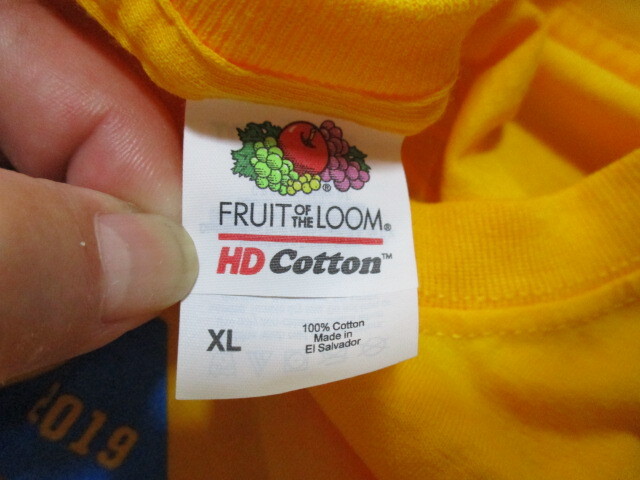 ®
FRUIT OF THE LOOM®
HD Cotton™
XL
100% Cotton
Made in
El Salvador
2019